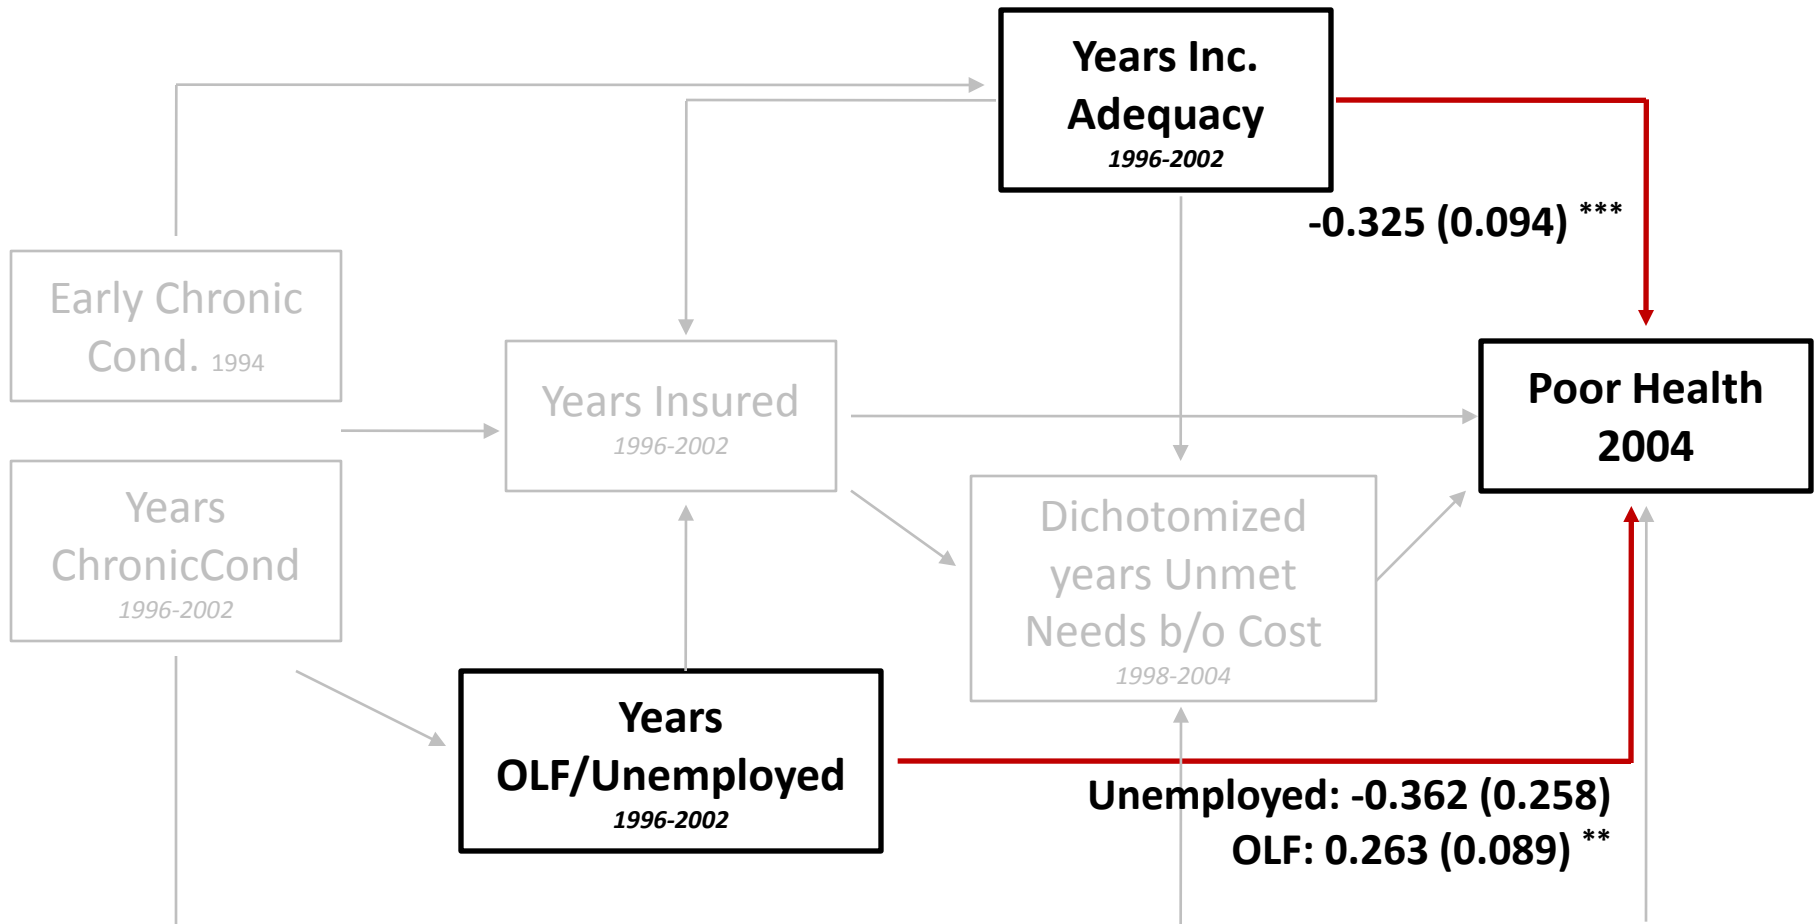 Years Inc.
Adequacy
1996-2002
-0.325 (0.094) ***
Early Chronic
Cond. 1994
Years Insured
1996-2002
Poor Health
2004
Years
ChronicCond
1996-2002
Dichotomized
years Unmet
Needs b/o Cost
1998-2004
Years
OLF/Unemployed
1996-2002
Unemployed: -0.362 (0.258)
OLF: 0.263 (0.089) **